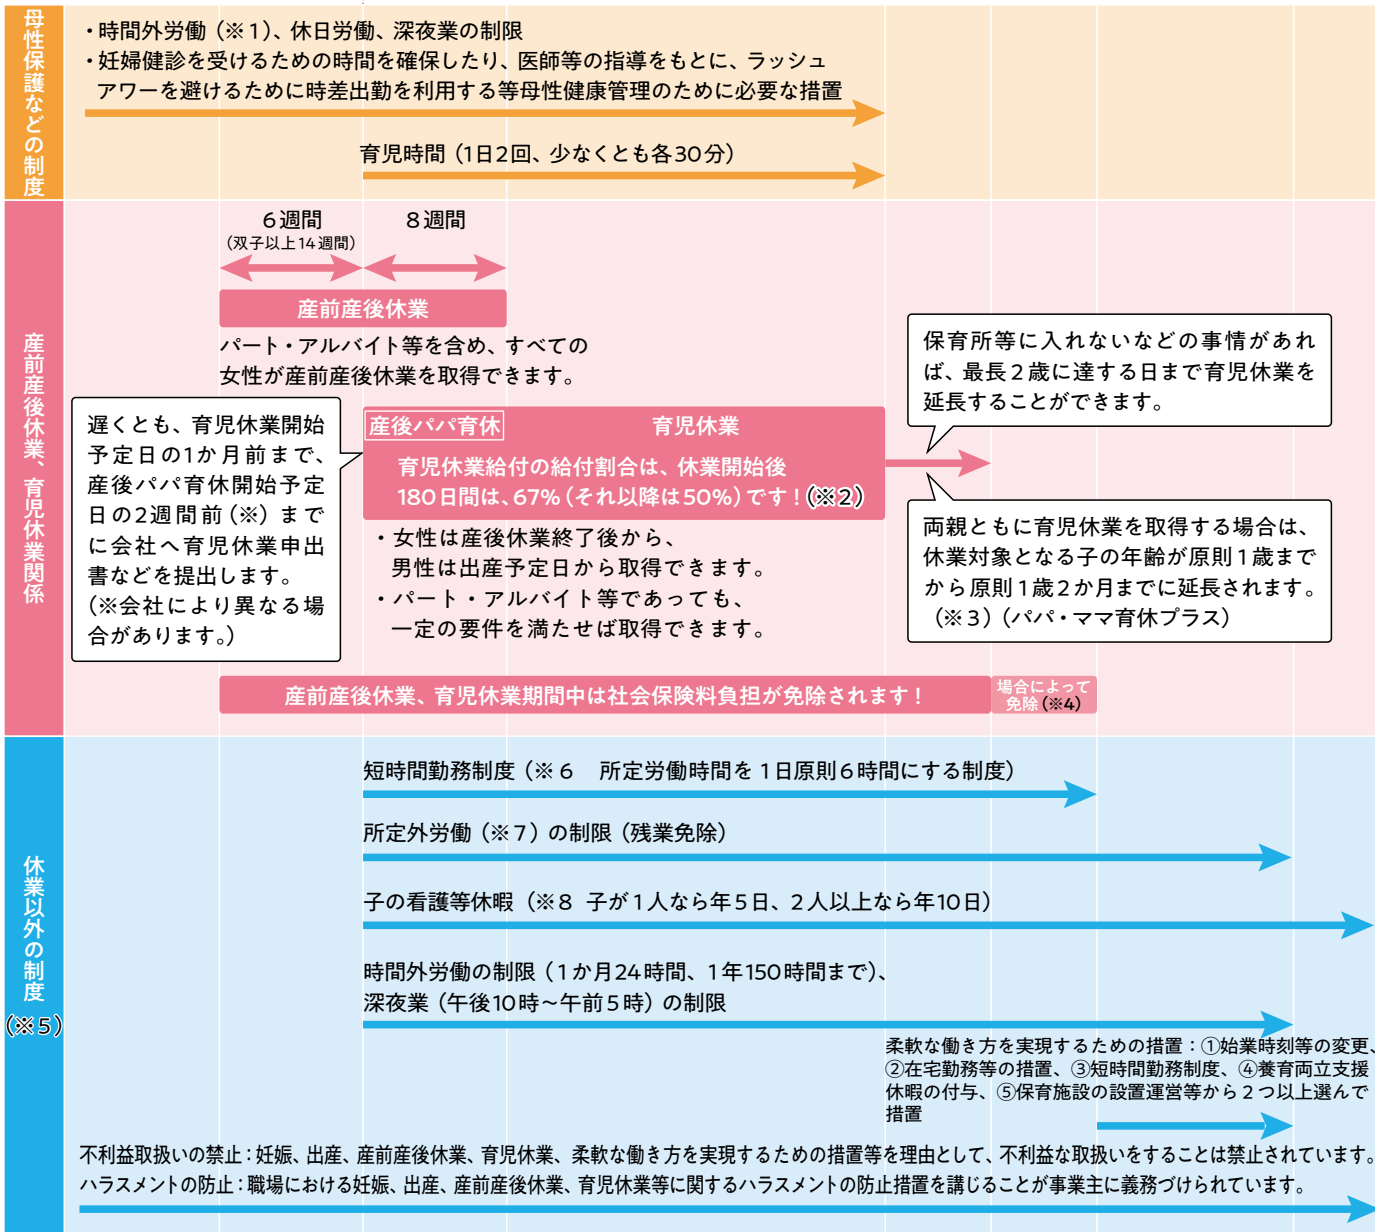 母性保護などの制度
・時間外労働（※1）、休日労働、深夜業の制限
・妊婦健診を受けるための時間を確保したり、医師等の指導をもとに、ラッシュ
アワーを避けるために時差出勤を利用する等母性健康管理のために必要な措置
育児時間（1日2回、少なくとも各30分）
産前産後休業、育児休業関係
6週間
（双子以上14週間）
8週間
産前産後休業
パート・アルバイト等を含め、すべての
女性が産前産後休業を取得できます。
遅くとも、育児休業開始
予定日の1か月前まで、
産後パパ育休開始予定
日の2週間前（※）まで
に会社へ育児休業申出
書などを提出します。
（※会社により異なる場
合があります。）
産後パパ育休
育児休業
育児休業給付の給付割合は、休業開始後
180日間は、67%（それ以降は50%）です！（※2）
・女性は産後休業終了後から、
男性は出産予定日から取得できます。
・パート・アルバイト等であっても、
一定の要件を満たせば取得できます。
保育所等に入れないなどの事情があれ
ば、最長2歳に達する日まで育児休業を
延長することができます。
両親ともに育児休業を取得する場合は、
休業対象となる子の年齢が原則1歳まで
から原則1歳2か月までに延長されます。
（※3）（パパ・ママ育休プラス）
産前産後休業、育児休業期間中は社会保険料負担が免除されます！
場合によって
免除（※4）
休業以外の制度
（※5）
短時間勤務制度（※6　所定労働時間を1日原則6時間にする制度）
所定外労働（※7）の制限（残業免除）
子の看護等休暇（※8 子が1人なら年5日、2人以上なら年10日）
時間外労働の制限（1か月24時間、1年150時間まで）、
深夜業（午後10時～午前5時）の制限
柔軟な働き方を実現するための措置：①始業時刻等の変更、
②在宅勤務等の措置、③短時間勤務制度、④養育両立支援
休暇の付与、⑤保育施設の設置運営等から2つ以上選んで
措置
不利益取扱いの禁止：妊娠、出産、産前産後休業、育児休業、柔軟な働き方を実現するための措置等を理由として、不利益な取扱いをすることは禁止されています。
ハラスメントの防止：職場における妊娠、出産、産前産後休業、育児休業等に関するハラスメントの防止措置を講じることが事業主に義務づけられています。